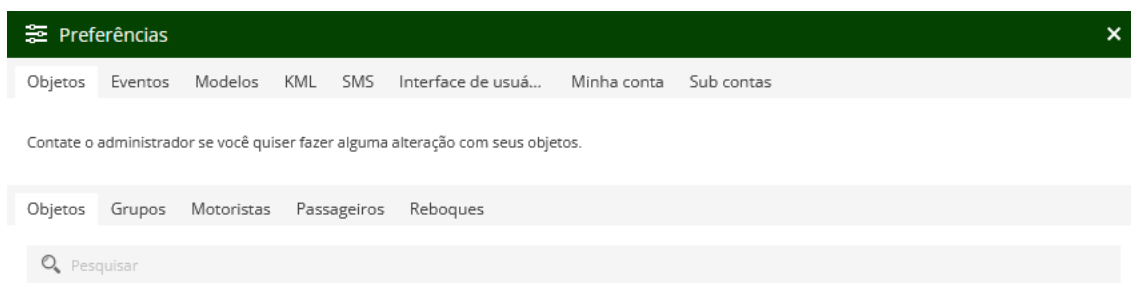 Preferências
Objetos Eventos Modelos KML SMS Interface de usuá... Minha conta Sub contas
Contate o administrador se você quiser fazer alguma alteração com seus objetos.
Objetos Grupos Motoristas Passageiros Reboques
Pesquisar